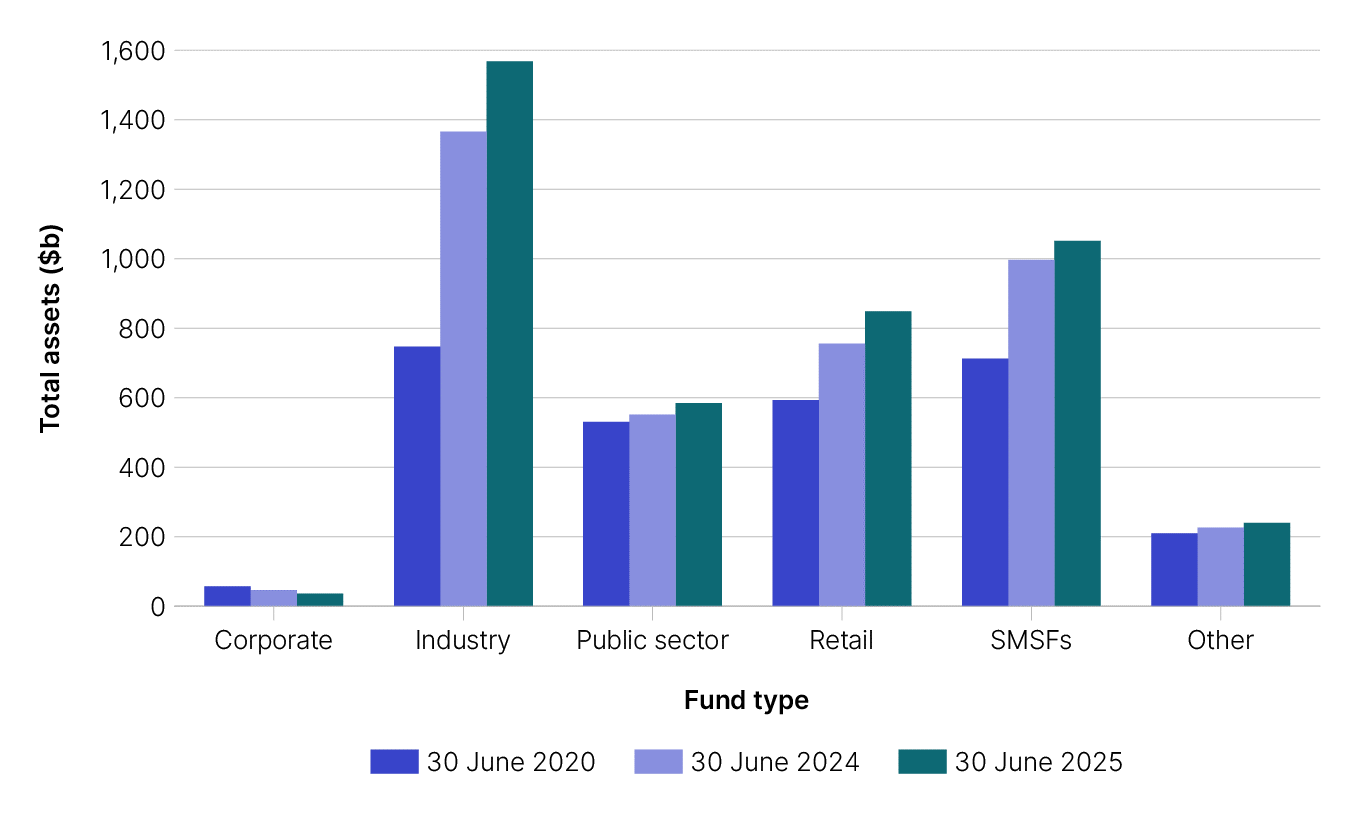 1,600
1,400
1,200
1,000
800
600
400
200
0
Total assets ($b)
Corporate
Industry
Public sector
Retail
SMSFs
Other
Fund type
30 June 2020
30 June 2024
30 June 2025